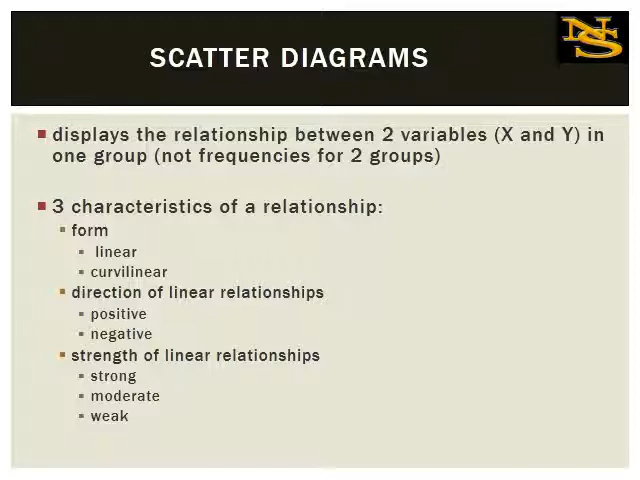 SCATTER DIAGRAMS
NS
displays the relationship between 2 variables (X and Y) in
one group (not frequencies for 2 groups)
3 characteristics of a relationship:
form
linear
curvilinear
direction of linear relationships
positive
negative
strength of linear relationships
strong
moderate
weak